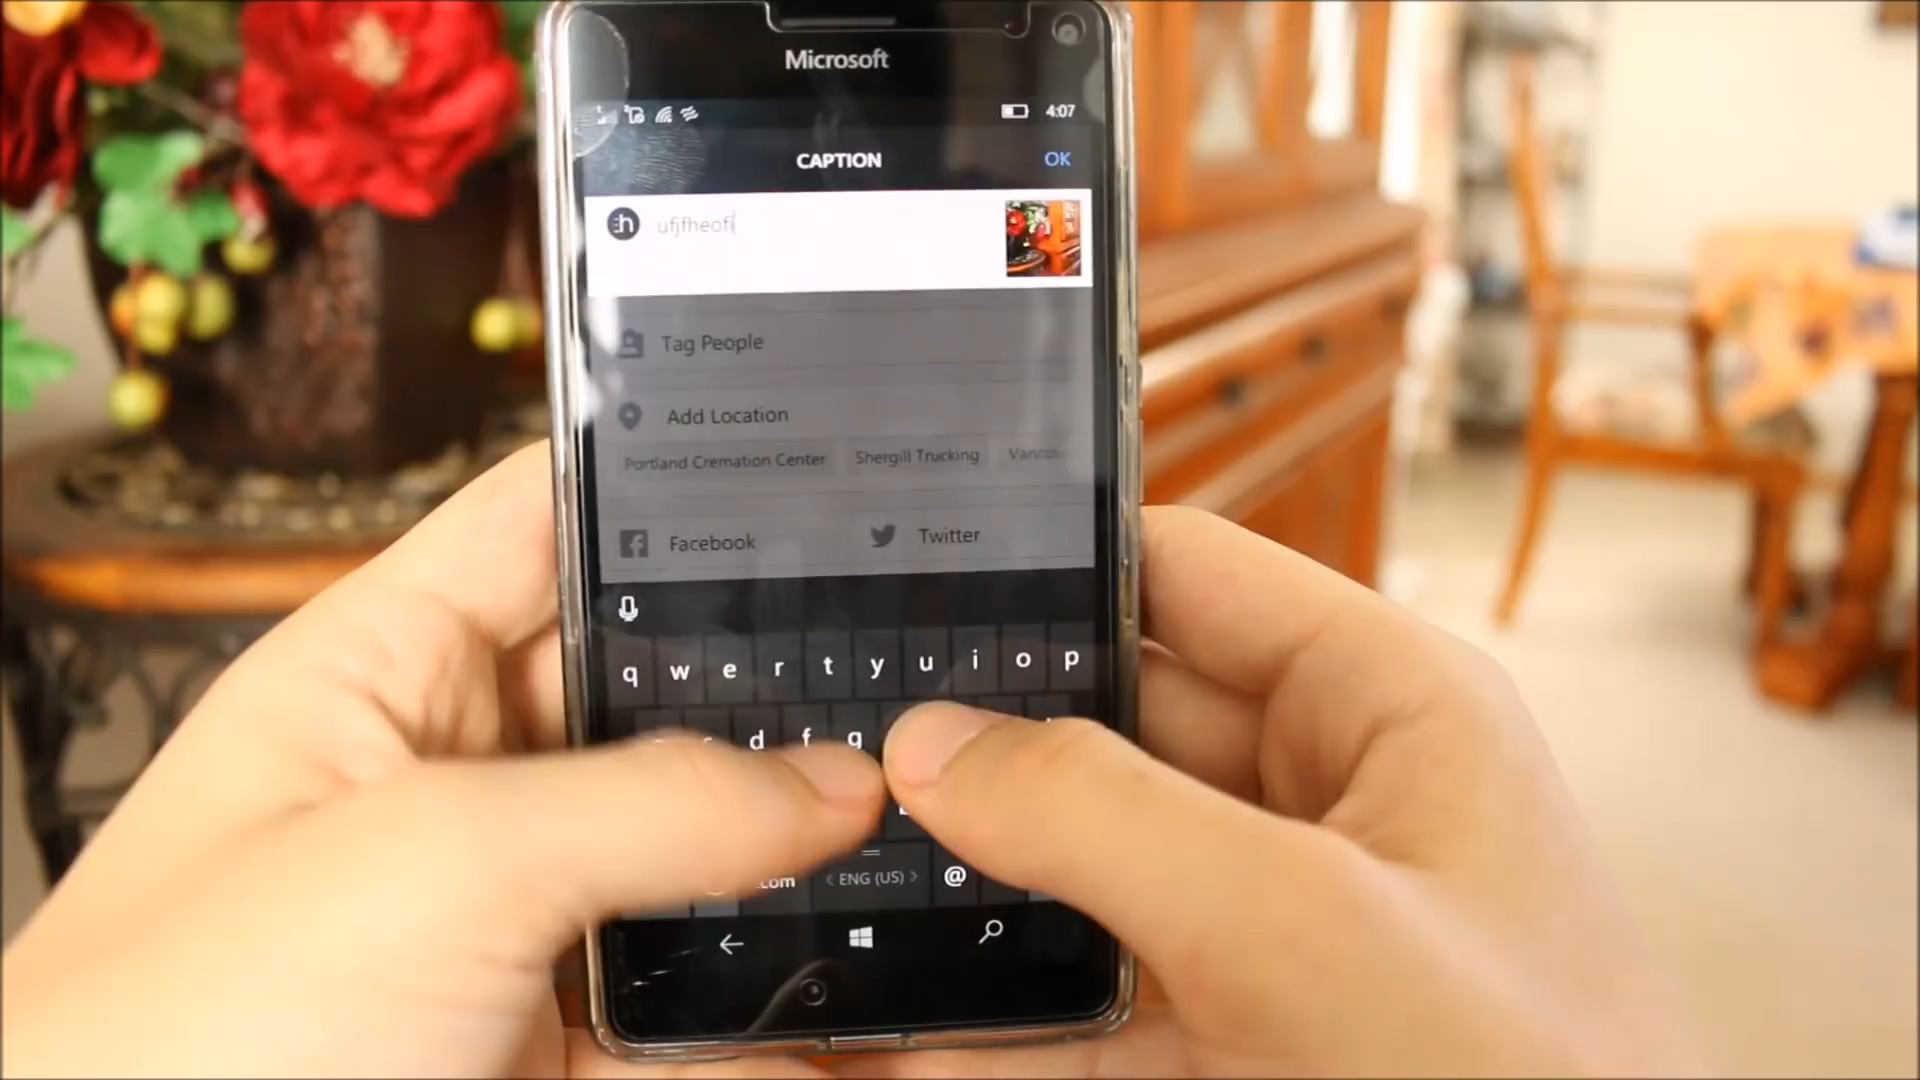 Microsoft
4:07
CAPTION
OK
h ufjfheofi
Tag People
Add Location
Portland Cremation Center Shergill Trucking
Facebook Twitter
q w e r t y u i o p
d f g
.com ENG (US) @